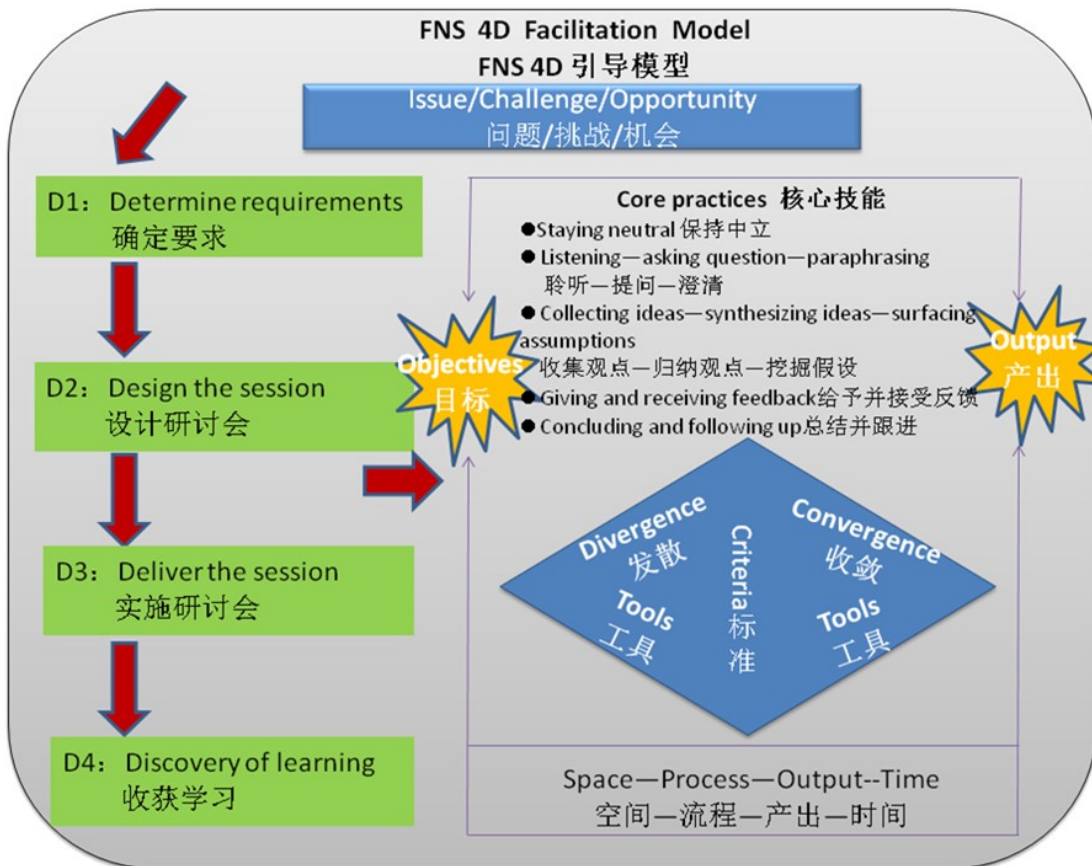 FNS 4D Facilitation Model
FNS 4D 引导模型
Issue/Challenge/Opportunity
问题/挑战/机会
D1：Determine requirements
确定要求
D2：Design the session
设计研讨会
D3：Deliver the session
实施研讨会
D4：Discovery of learning
收获学习
Objectives
目标
Core practices 核心技能
●Staying neutral 保持中立
●Listening—asking question—paraphrasing
聆听—提问—澄清
●Collecting ideas—synthesizing ideas—surfacing
assumptions
收集观点—归纳观点—挖掘假设
●Giving and receiving feedback给予并接受反馈
●Concluding and following up总结并跟进
Output
产出
Divergence
发散
Tools
工具
Criteria标准
Convergence
收敛
Tools
工具
Space—Process—Output--Time
空间—流程—产出—时间